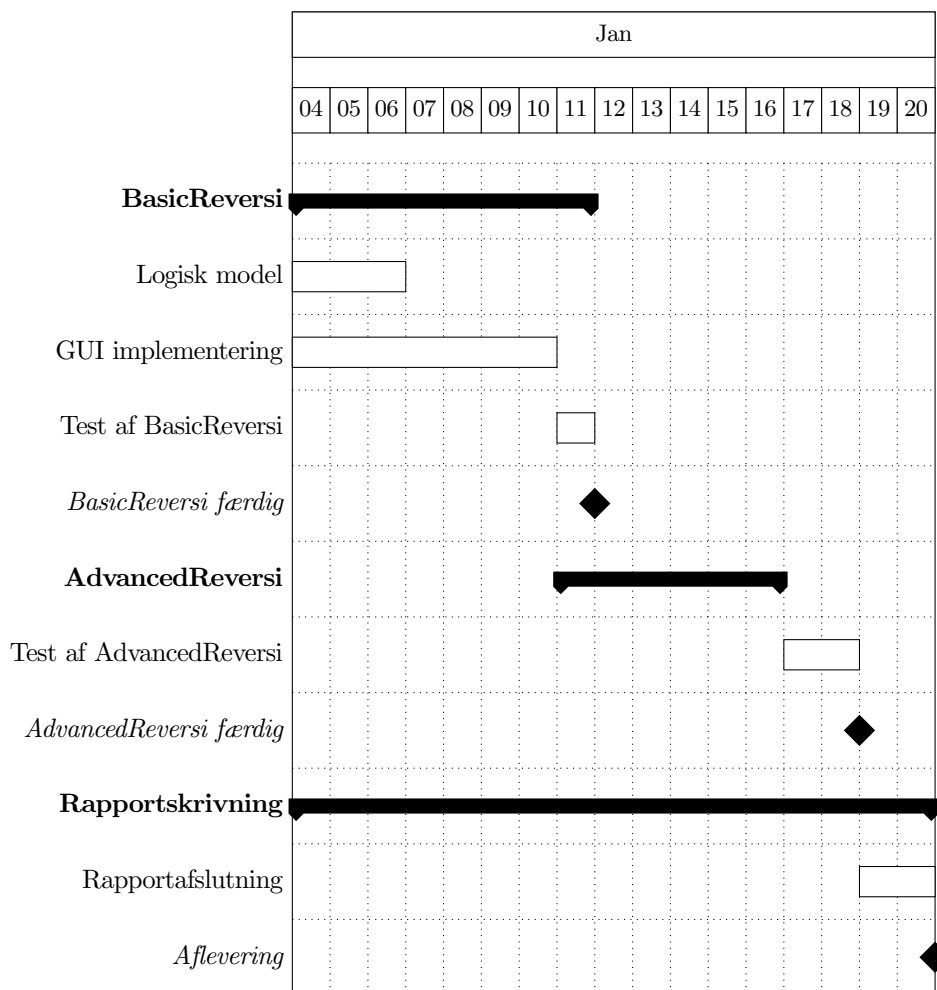 Jan
04 05 06 07 08 09 10 11 12 13 14 15 16 17 18 19 20
BasicReversi
Logisk model
GUI implementering
Test af BasicReversi
BasicReversi færdig
AdvancedReversi
Test af AdvancedReversi
AdvancedReversi færdig
Rapportskrivning
Rapportafslutning
Aflevering